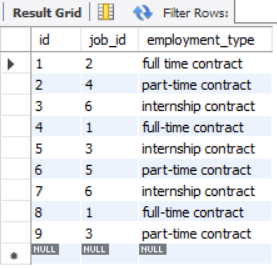 Result Grid Filter Rows:
id job_id employment_type
1 2 full time contract
2 4 part-time contract
3 6 internship contract
4 1 full-time contract
5 3 internship contract
6 5 part-time contract
7 6 internship contract
8 1 full-time contract
9 3 part-time contract
NULL NULL NULL